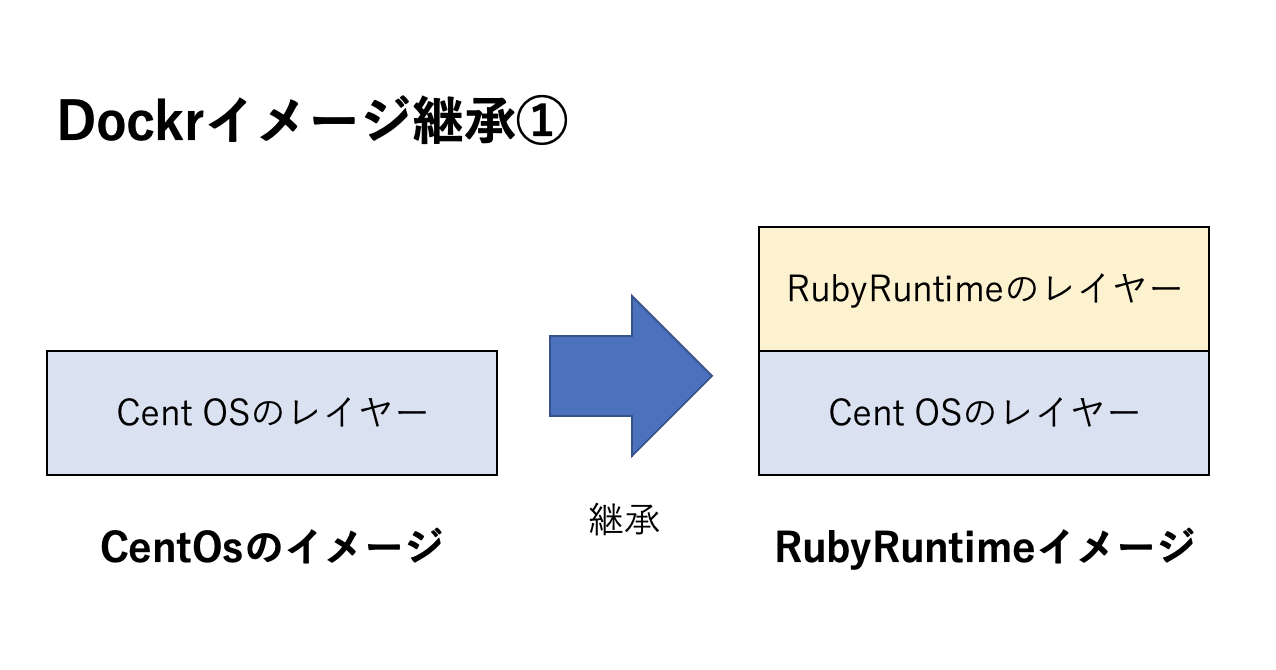 Dockrイメージ継承①
RubyRuntimeのレイヤー
Cent OSのレイヤー
Cent OSのレイヤー
継承
CentOsのイメージ
RubyRuntimeイメージ